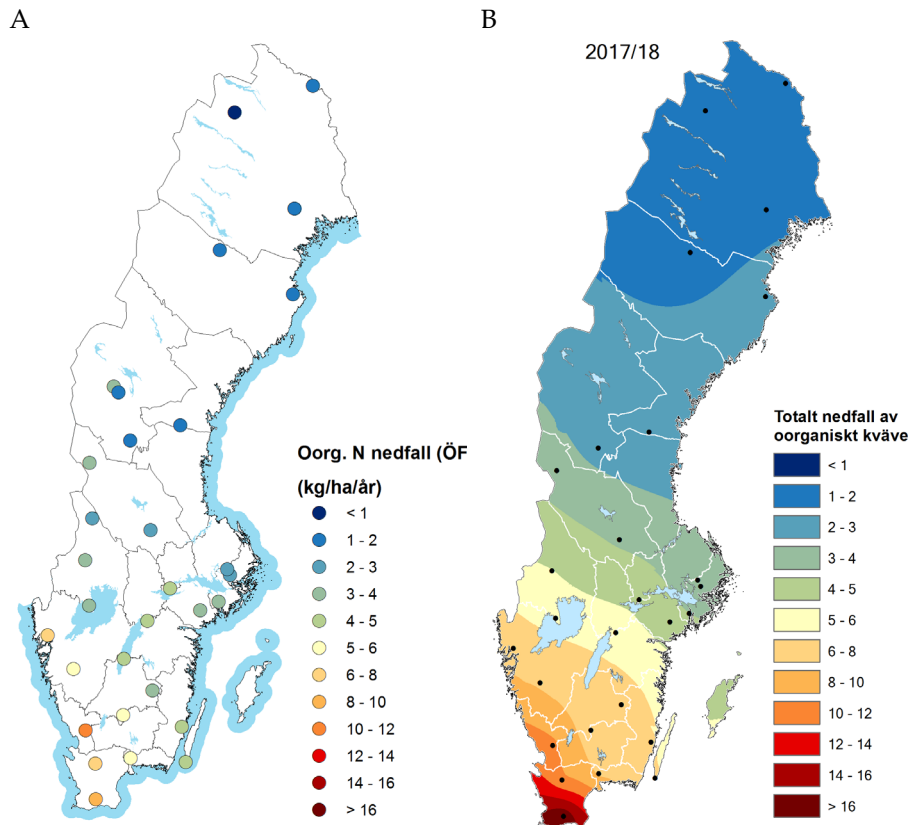 A
B
2017/18
Oorg. N nedfall (ÖF
(kg/ha/år)
< 1
1 - 2
2 - 3
3 - 4
4 - 5
5 - 6
6 - 8
8 - 10
10 - 12
12 - 14
14 - 16
> 16
Totalt nedfall av
oorganiskt kväve
< 1
1 - 2
2 - 3
3 - 4
4 - 5
5 - 6
6 - 8
8 - 10
10 - 12
12 - 14
14 - 16
> 16